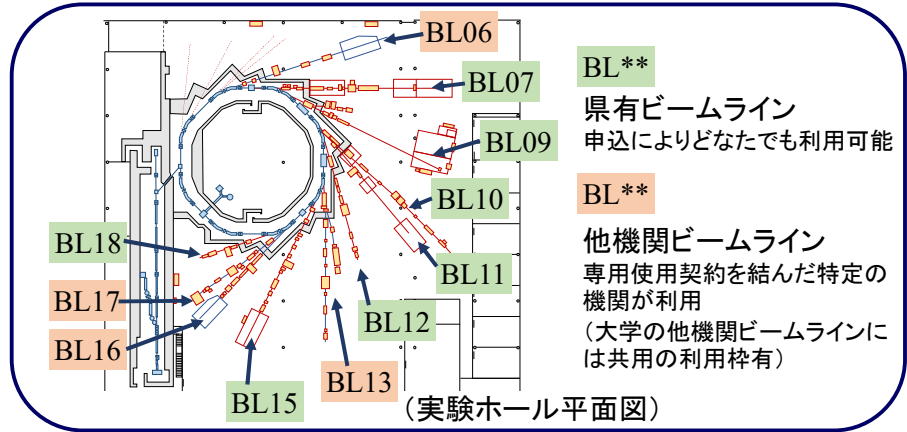 BL06
BL07
BL09
BL10
BL11
BL12
BL13
BL15
BL16
BL17
BL18
(実験ホール平面図)
BL**
県有ビームライン
申込によりどなたでも利用可能
BL**
他機関ビームライン
専用使用契約を結んだ特定の
機関が利用
(大学の他機関ビームラインに
は共用の利用枠有)